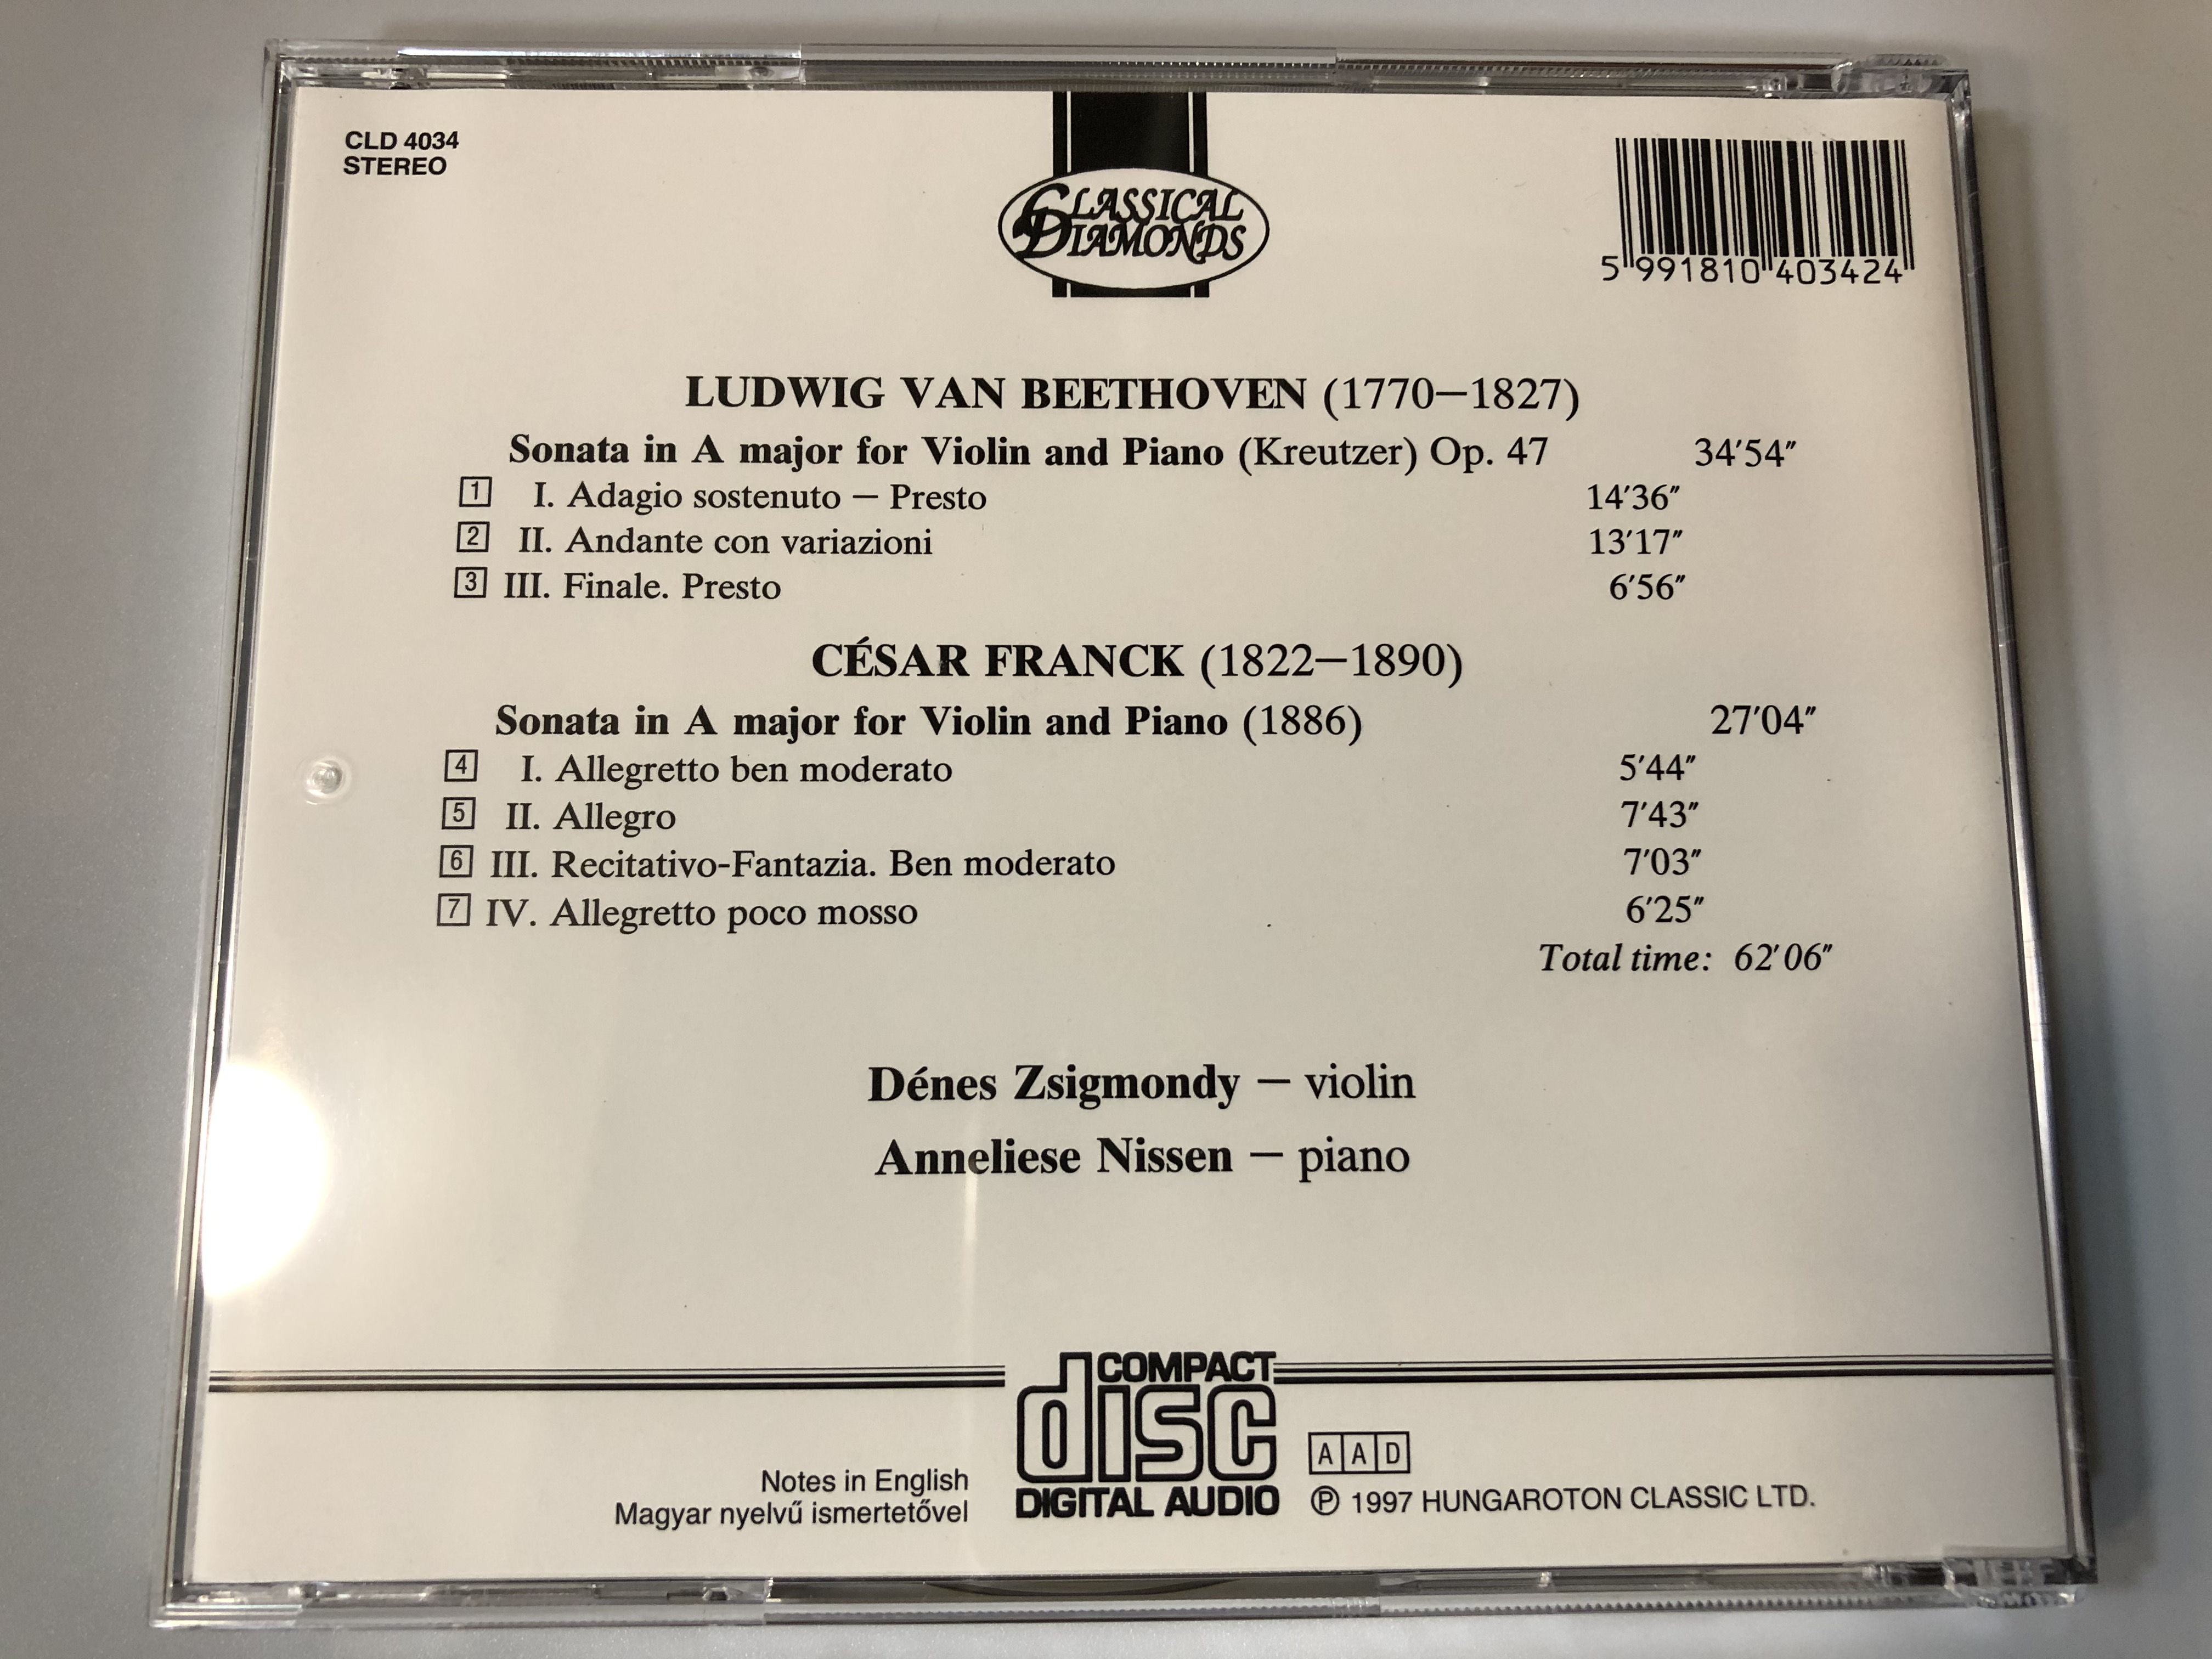 CLD 4034
STEREO
CLASSICAL
DIAMONDS
5 991810 403424
LUDWIG VAN BEETHOVEN (1770—1827)
Sonata in A major for Violin and Piano (Kreutzer) Op. 47 34′54″
1 I. Adagio sostenuto — Presto 14′36″
2 II. Andante con variazioni 13′17″
3 III. Finale. Presto 6′56″
CÉSAR FRANCK (1822—1890)
Sonata in A major for Violin and Piano (1886) 27′04″
4 I. Allegretto ben moderato 5′44″
5 II. Allegro 7′43″
6 III. Recitativo-Fantazia. Ben moderato 7′03″
7 IV. Allegretto poco mosso 6′25″
Total time: 62′06″
Dénes Zsigmondy — violin
Anneliese Nissen — piano
COMPACT
disc
DIGITAL AUDIO
Notes in English
Magyar nyelvű ismertetővel
A A D
℗ 1997 HUNGAROTON CLASSIC LTD.